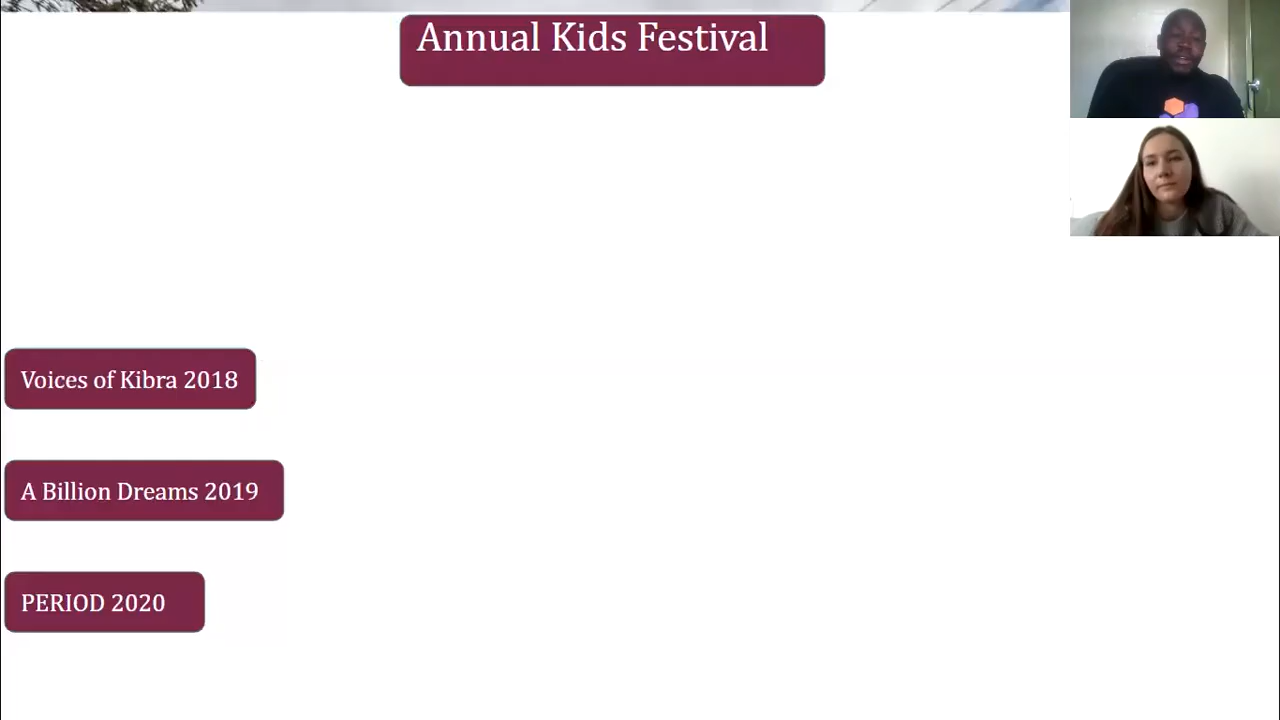 Annual Kids Festival
Voices of Kibra 2018
A Billion Dreams 2019
PERIOD 2020